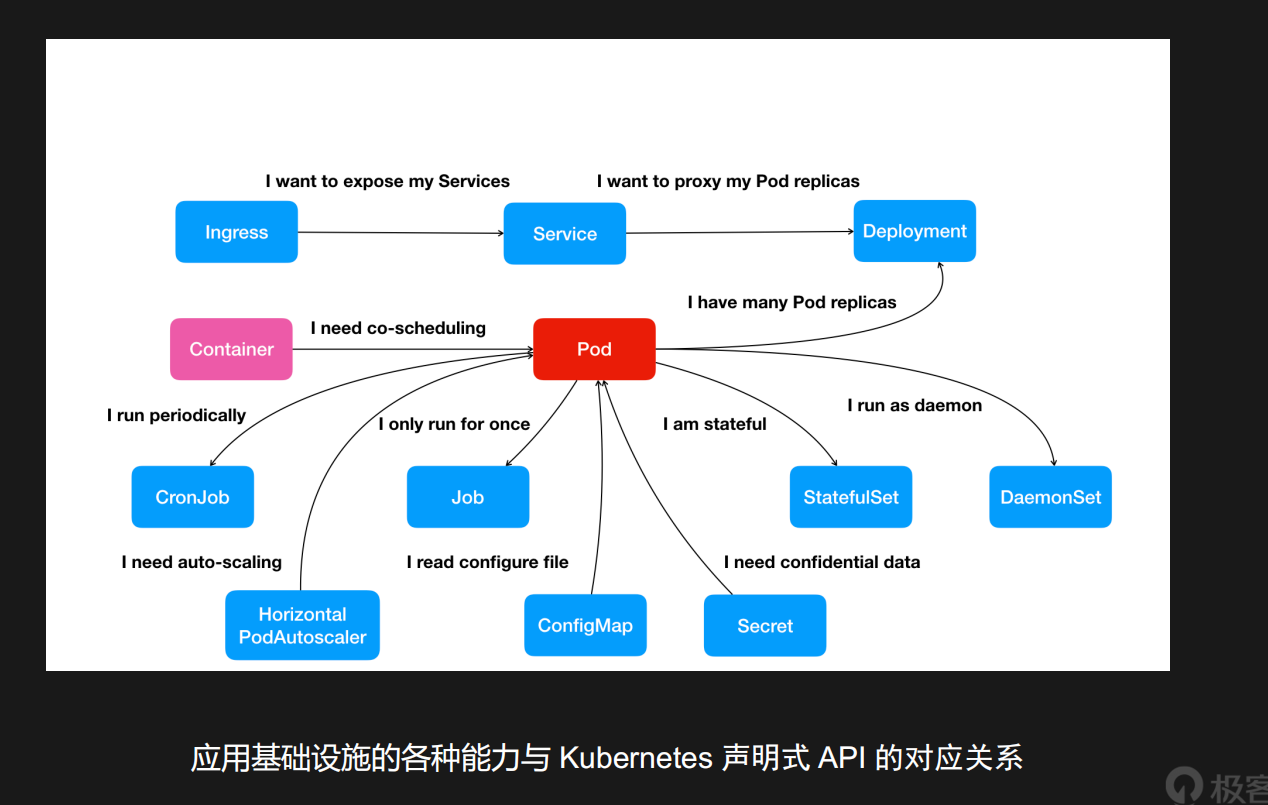 I want to expose my Services
I want to proxy my Pod replicas
Ingress
Service
Deployment
I have many Pod replicas
Container
I need co-scheduling
Pod
I run periodically
I only run for once
I am stateful
I run as daemon
CronJob
Job
StatefulSet
DaemonSet
I need auto-scaling
I read configure file
I need confidential data
Horizontal
PodAutoscaler
ConfigMap
Secret
应用基础设施的各种能力与 Kubernetes 声明式 API 的对应关系
极客